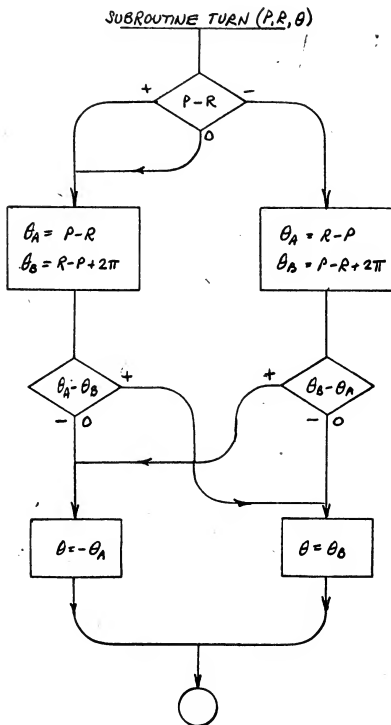 SUBROUTINE TURN (P,R,θ)
+ P-R -
0
θA = P-R
θB = R-P+2π
θA = R-P
θB = P-R+2π
θA-θB +
- 0
+ θB-θA
- 0
θ=-θA
θ=θB